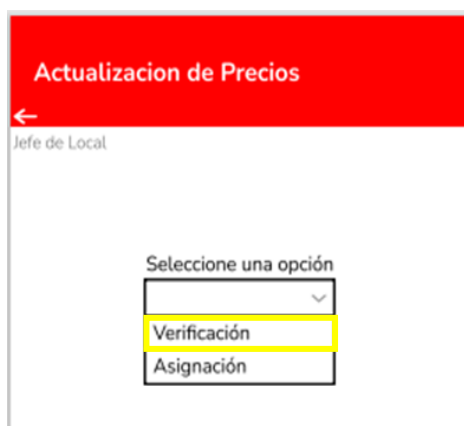 Actualizacion de Precios
Jefe de Local
Seleccione una opción
Verificación
Asignación